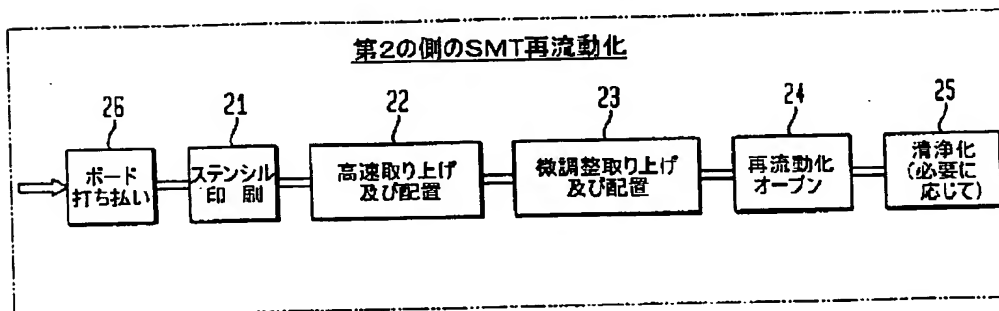 第2の側のSMT再流動化
26
21
22
23
24
25
ボード
打ち払い
ステンシル
印刷
高速取り上げ
及び配置
微調整取り上げ
及び配置
再流動化
オーブン
清浄化
(必要に
応じて)